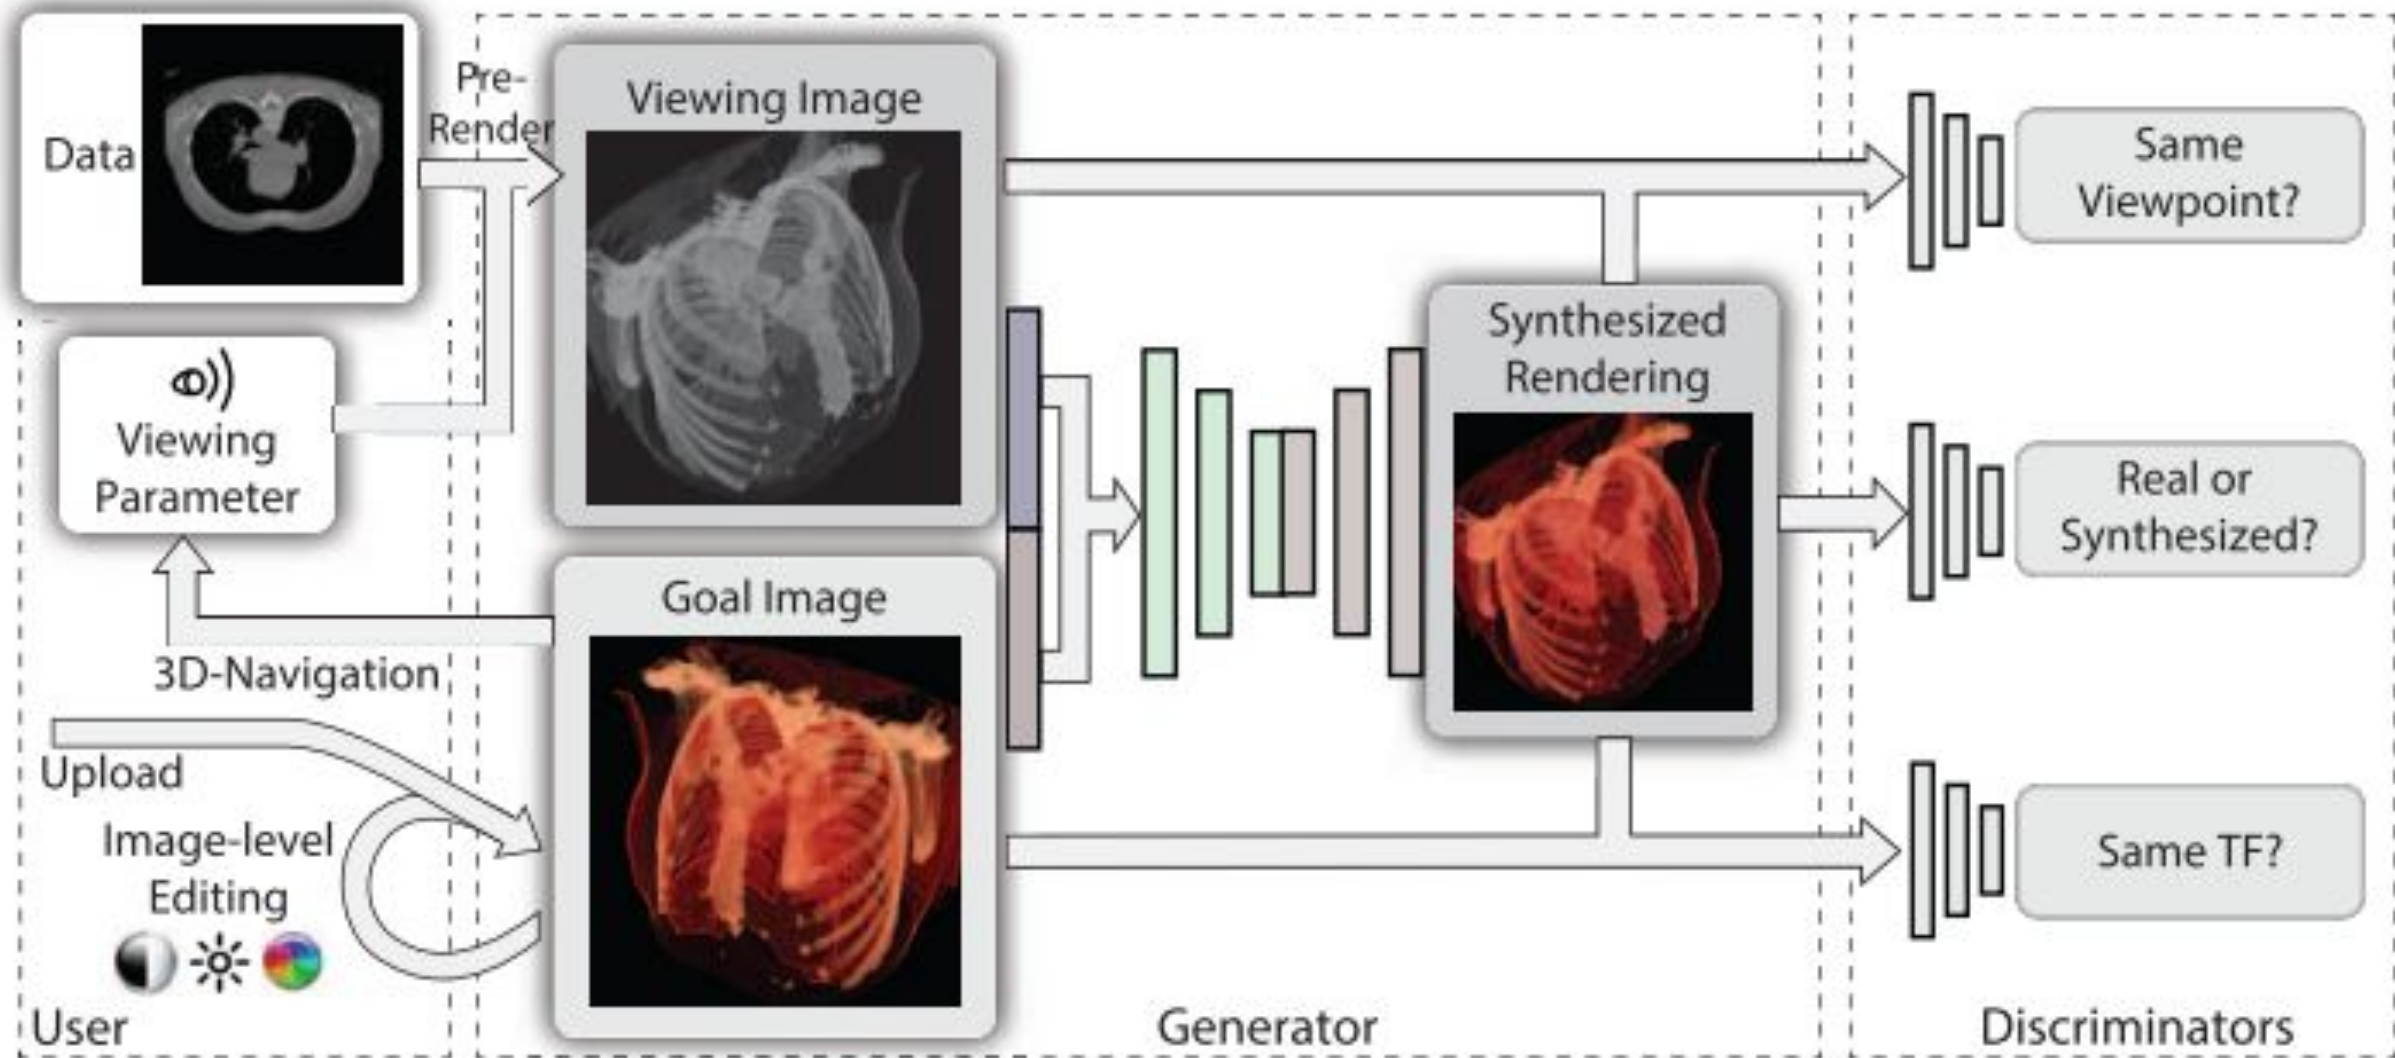 Data
Pre-
Render
Viewing Image
Viewing
Parameter
3D-Navigation
Upload
Image-level
Editing
User
Goal Image
Synthesized
Rendering
Generator
Same
Viewpoint?
Real or
Synthesized?
Same TF?
Discriminators